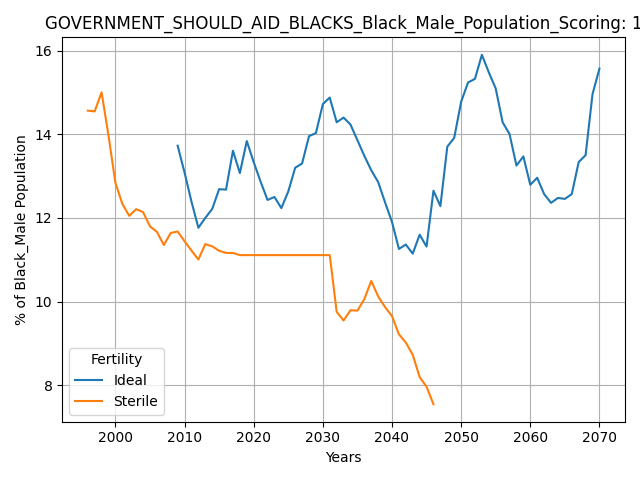 GOVERNMENT_SHOULD_AID_BLACKS_Black_Male_Population_Scoring: 1
% of Black_Male Population
16
14
12
10
8
Fertility
Ideal
Sterile
2000 2010 2020 2030 2040 2050 2060 2070
Years